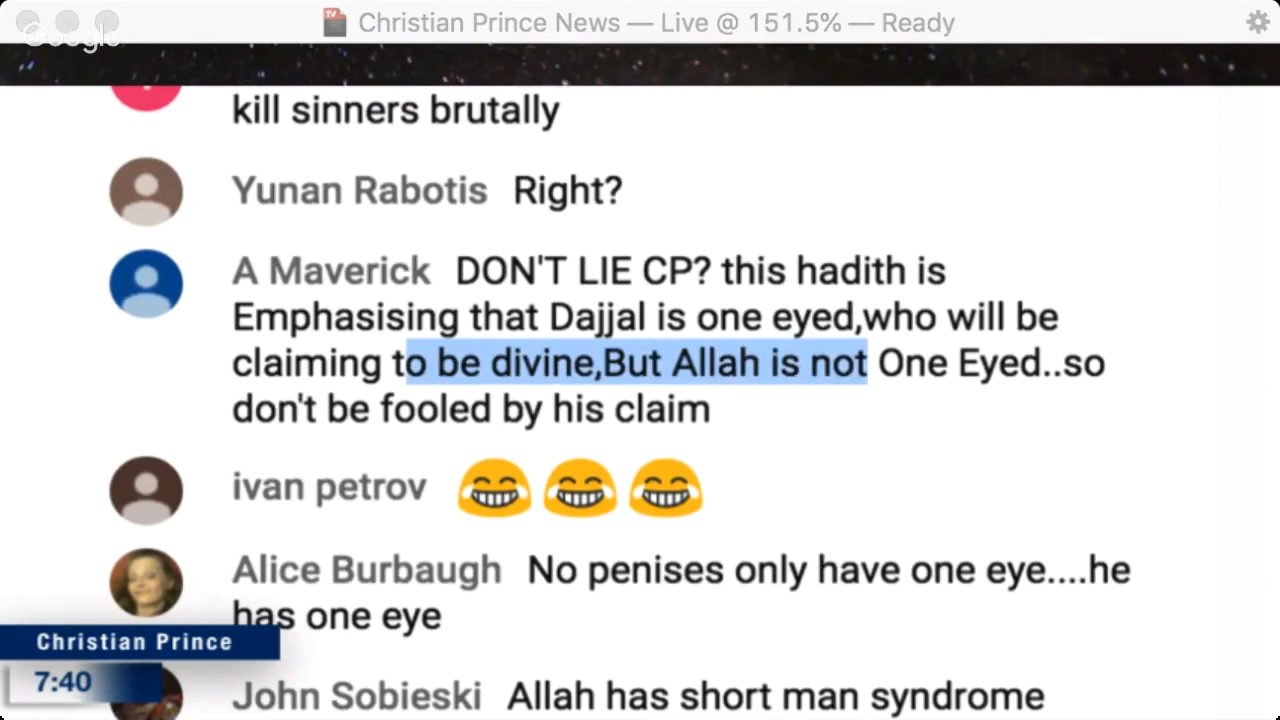 Christian Prince News — Live @ 151.5% — Ready
Google
kill sinners brutally
Yunan Rabotis Right?
A Maverick DON'T LIE CP? this hadith is
Emphasising that Dajjal is one eyed,who will be
claiming to be divine,But Allah is not One Eyed..so
don't be fooled by his claim
ivan petrov 😂😂😂
Alice Burbaugh No penises only have one eye....he
has one eye
Christian Prince
7:40
John Sobieski Allah has short man syndrome